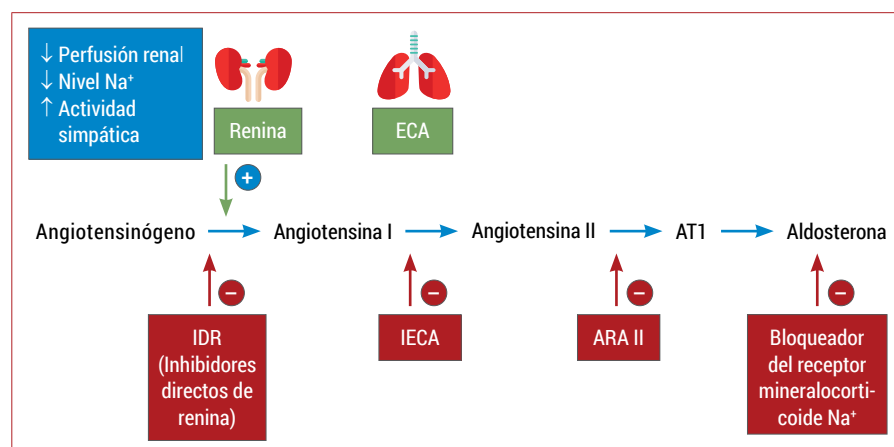 ↓ Perfusión renal
↓ Nivel Na⁺
↑ Actividad
simpática
Renina
ECA
+
Angiotensinógeno
Angiotensina I
Angiotensina II
AT1
Aldosterona
−
−
−
−
IDR
(Inhibidores
directos de
renina)
IECA
ARA II
Bloqueador
del receptor
mineralocorti-
coide Na⁺